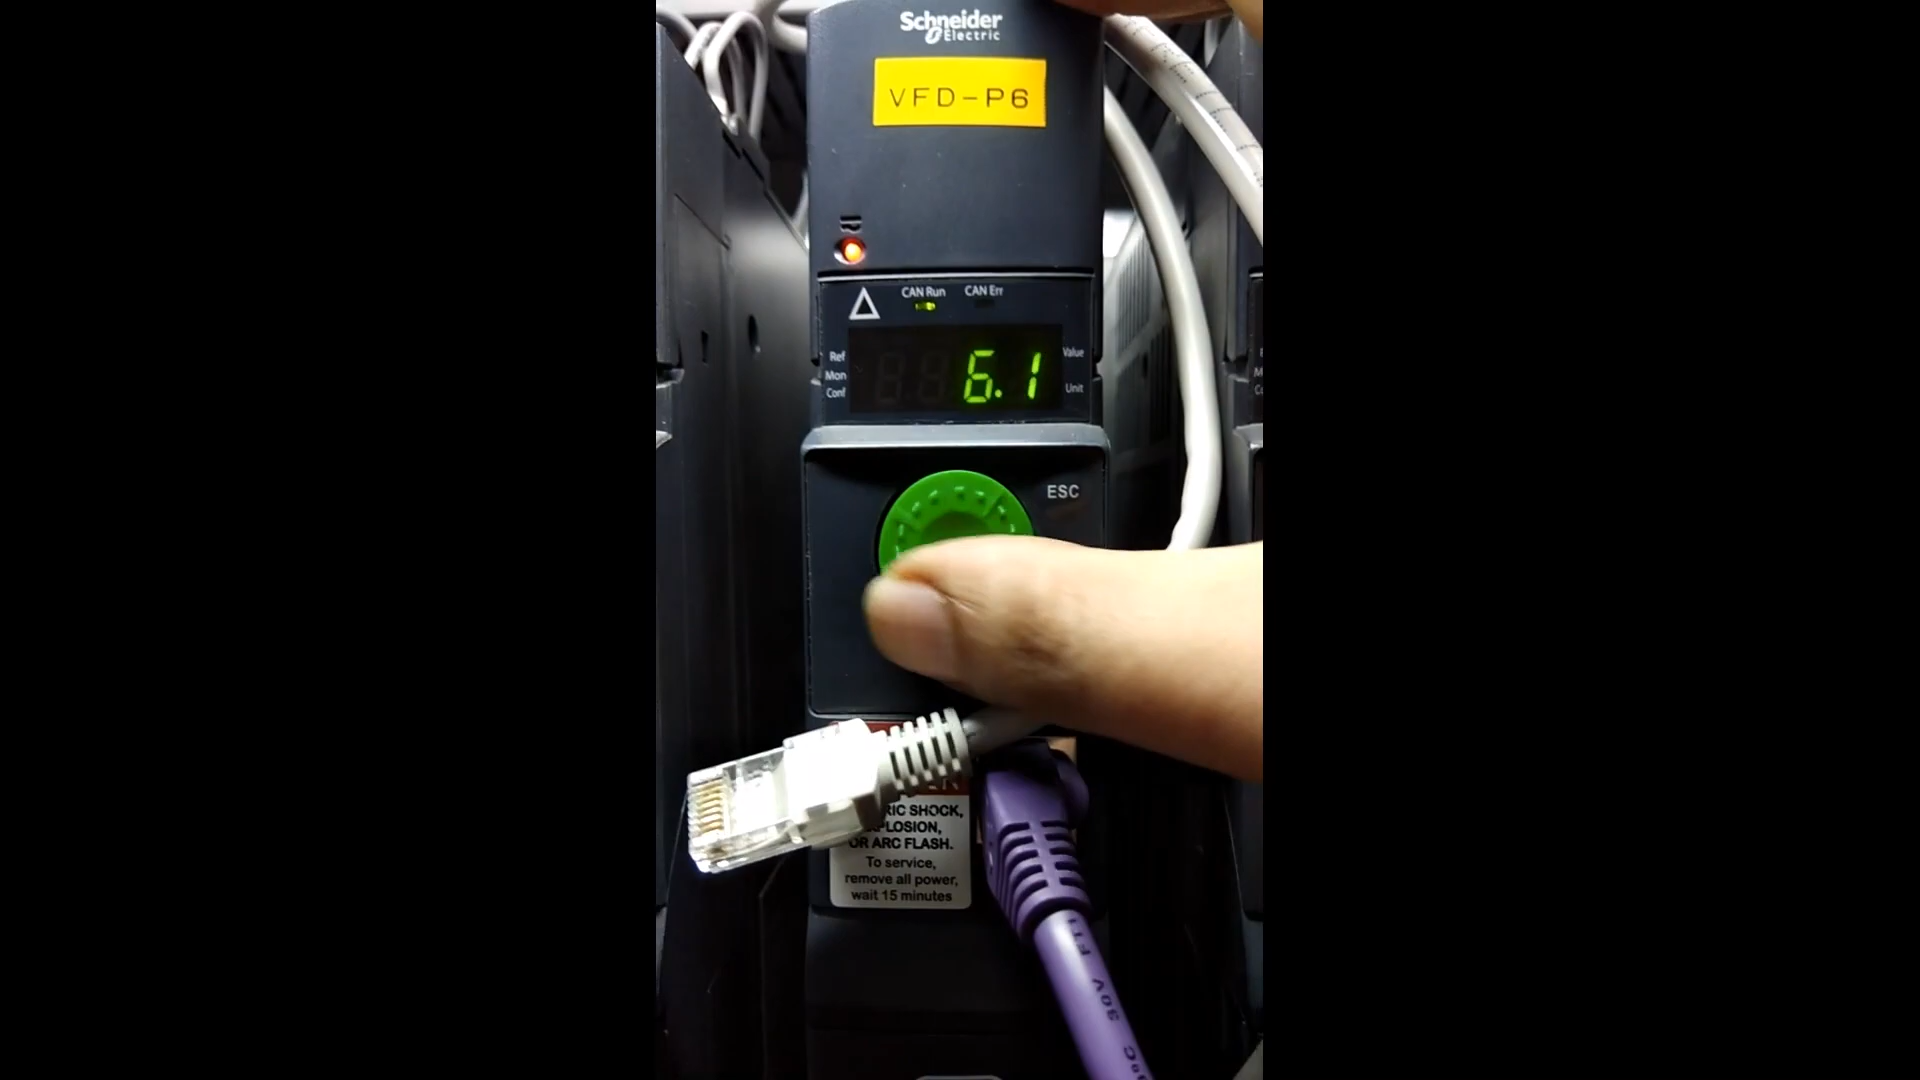 Schneider
Electric
VFD-P6
CAN Run
CAN Err
Ref
Mon
Conf
6.1
Value
Unit
ESC
RIC SHOCK,
PLOSION,
OR ARC FLASH.
To service,
remove all power,
wait 15 minutes